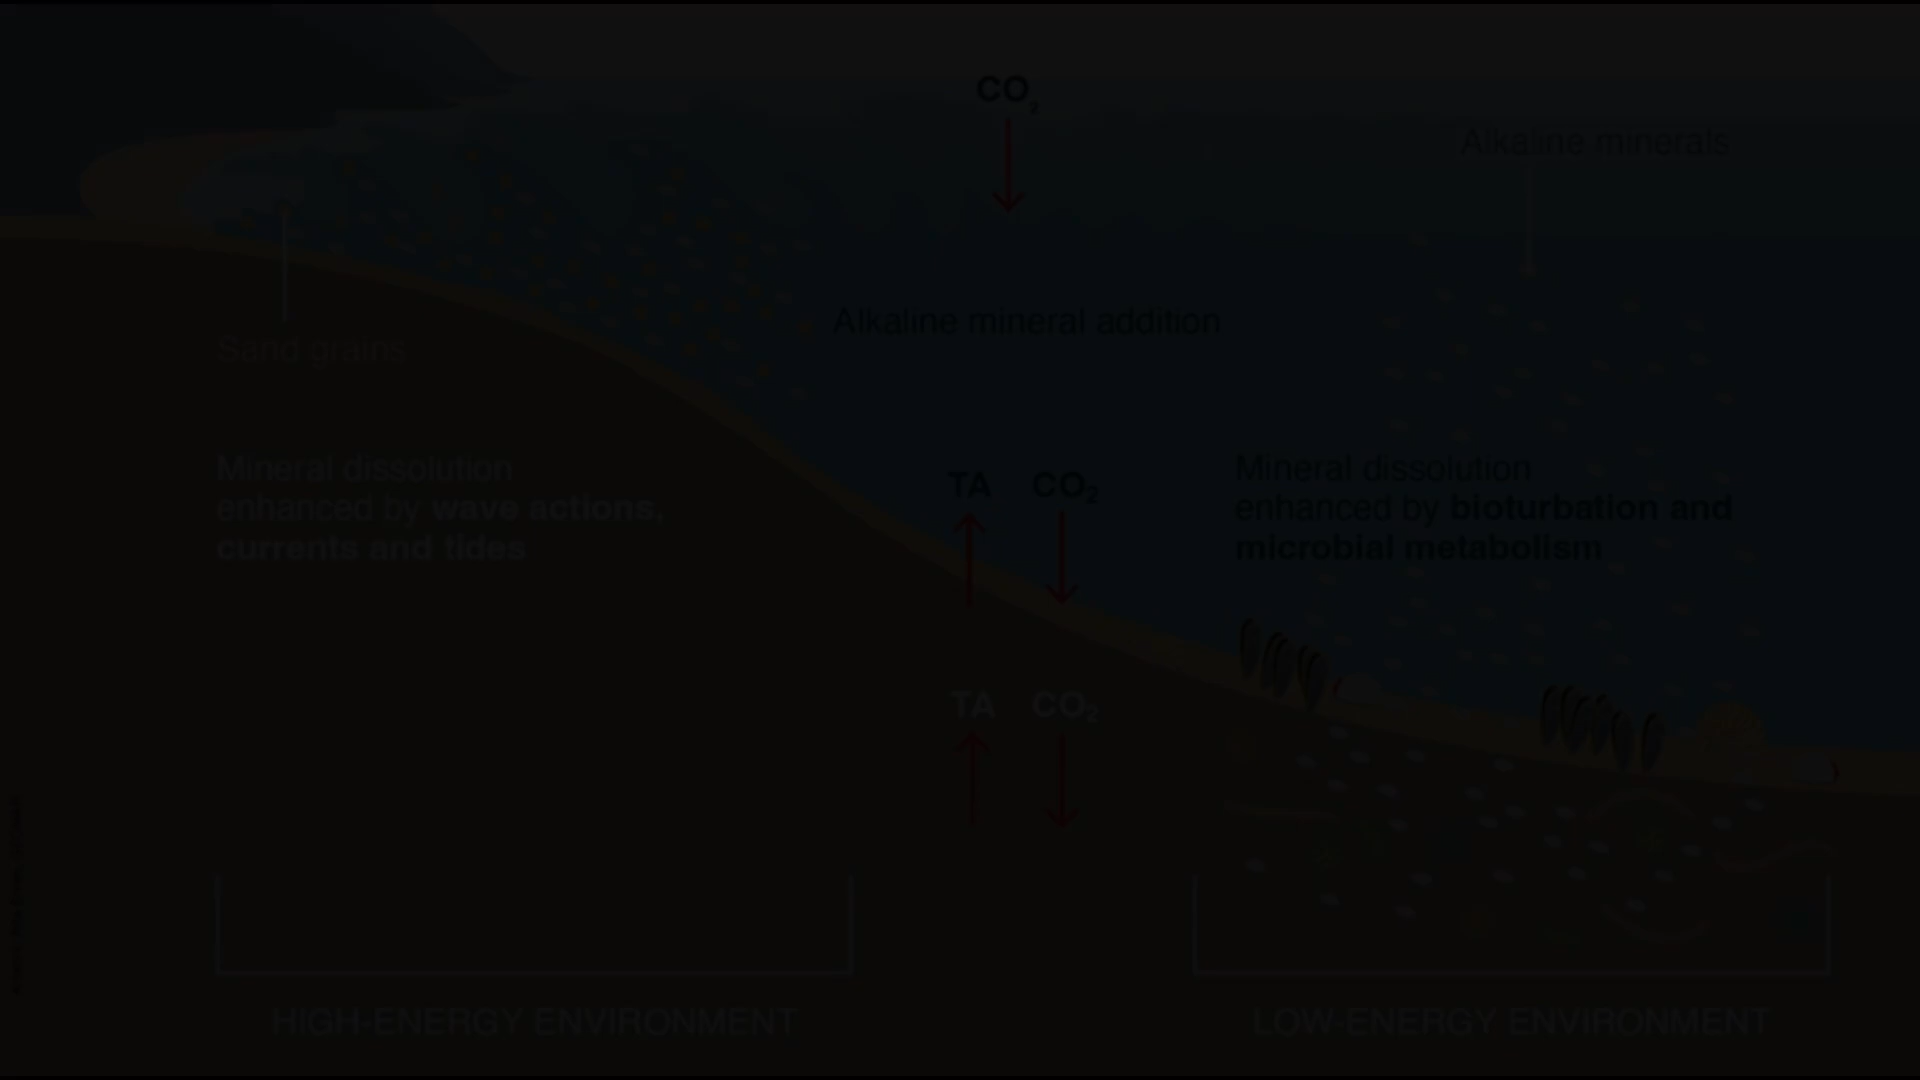 CO₂
Alkaline minerals
Alkaline mineral addition
Sand grains
Mineral dissolution
enhanced by wave actions,
currents and tides
TA CO₂
Mineral dissolution
enhanced by bioturbation and
microbial metabolism
TA CO₂
HIGH-ENERGY ENVIRONMENT
LOW-ENERGY ENVIRONMENT